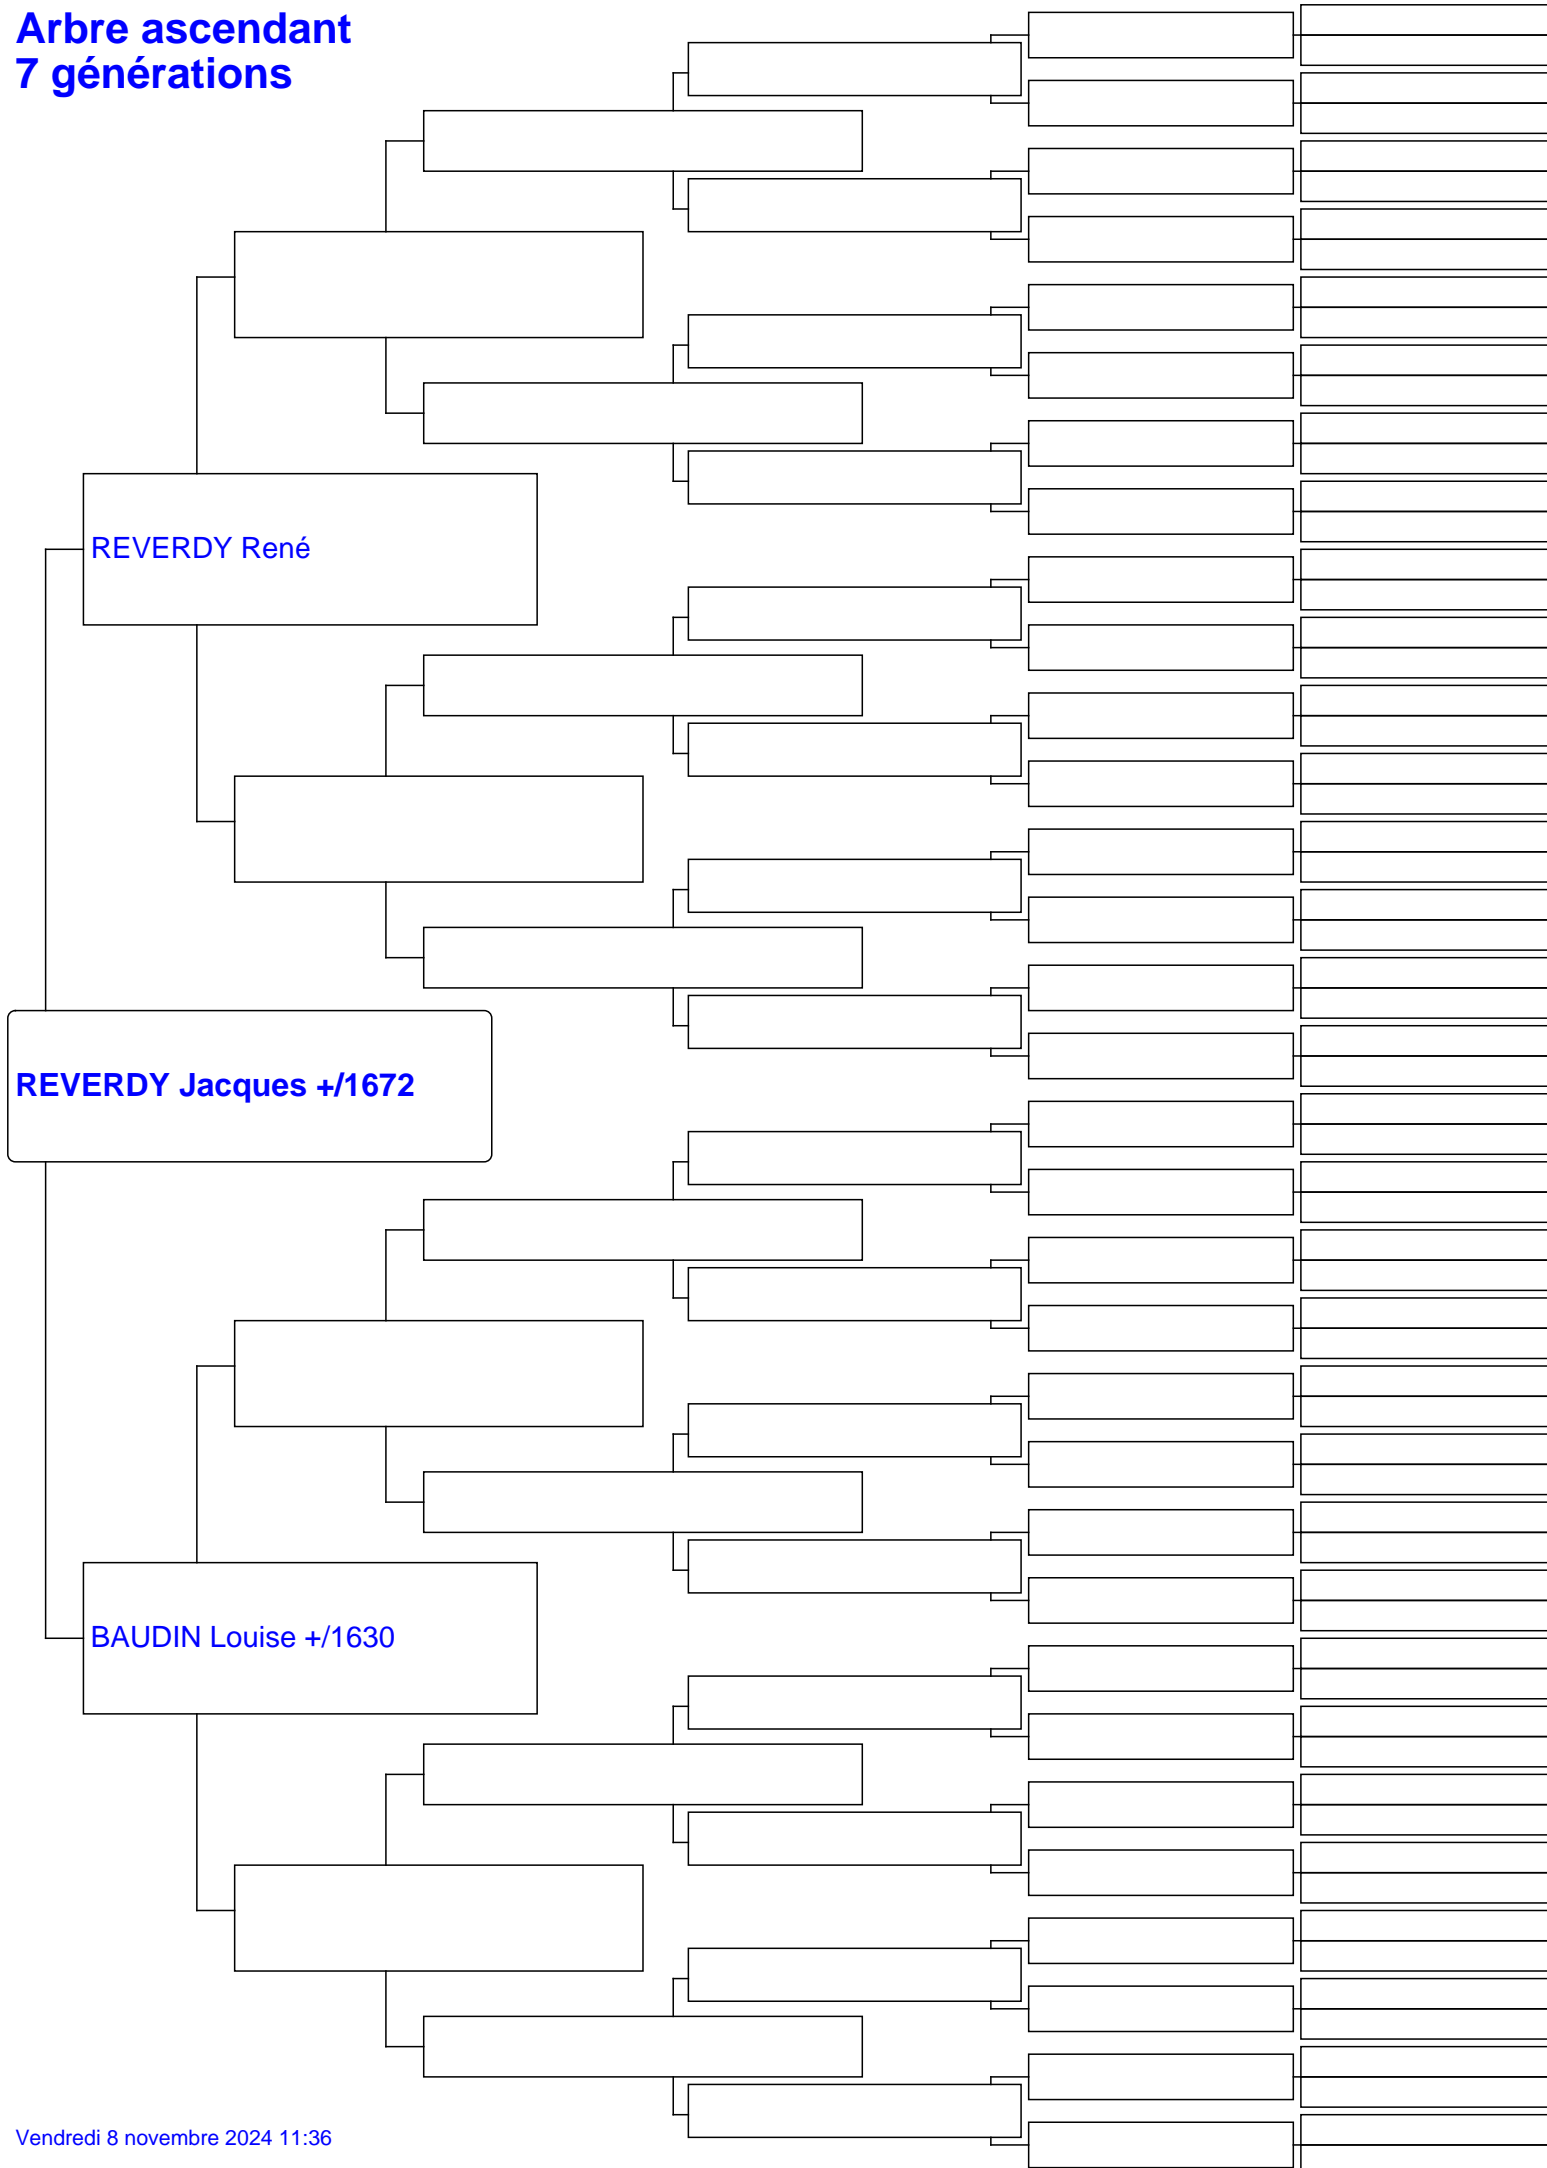 Arbre ascendant
7 générations
REVERDY René
REVERDY Jacques +/1672
BAUDIN Louise +/1630
Vendredi 8 novembre 2024 11:36